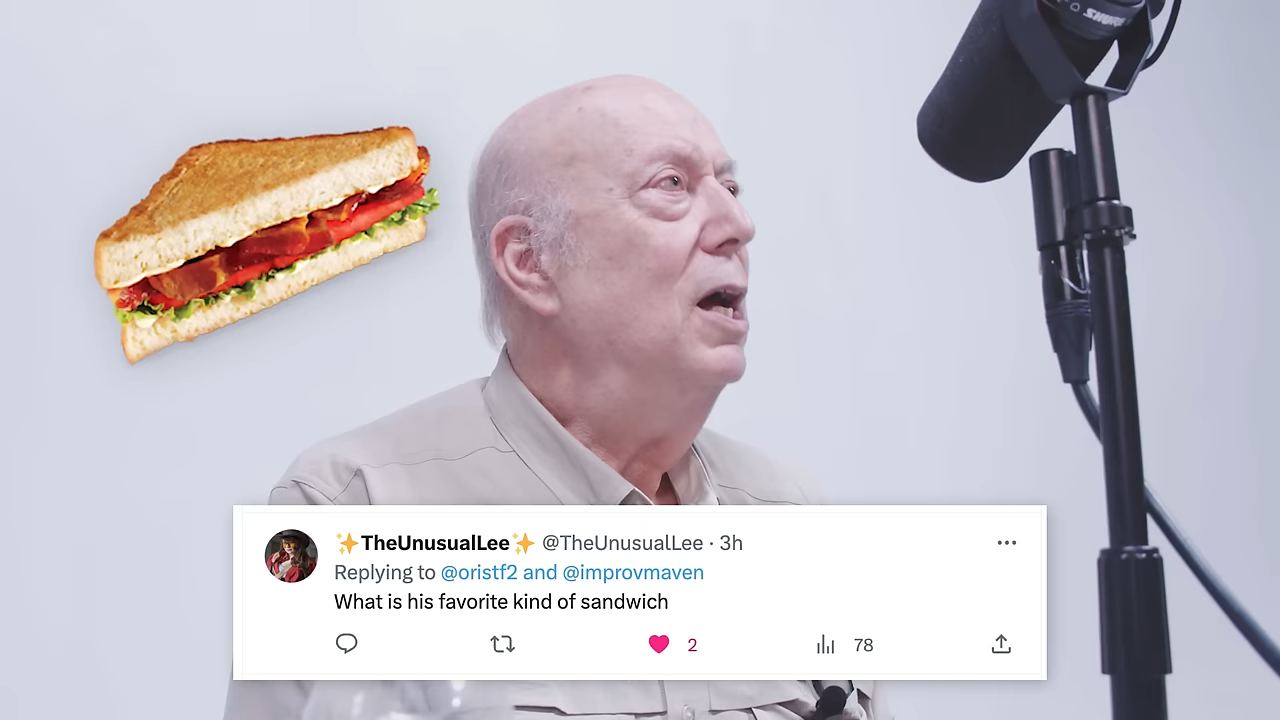 SHURE
✨TheUnusualLee✨ @TheUnusualLee · 3h
Replying to @oristf2 and @improvmaven
What is his favorite kind of sandwich
2 78